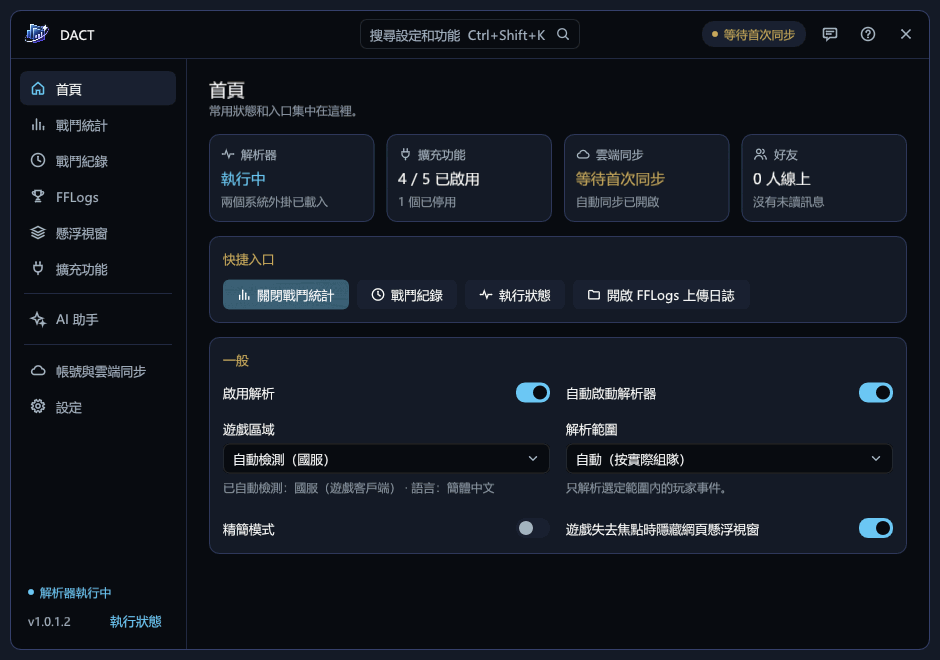 DACT
搜尋設定和功能 Ctrl+Shift+K
等待首次同步
首頁
戰鬥統計
戰鬥紀錄
FFLogs
懸浮視窗
擴充功能
AI 助手
帳號與雲端同步
設定
解析器執行中
v1.0.1.2 執行狀態
首頁
常用狀態和入口集中在這裡。
解析器
執行中
兩個系統外掛已載入
擴充功能
4 / 5 已啟用
1 個已停用
雲端同步
等待首次同步
自動同步已開啟
好友
0 人線上
沒有未讀訊息
快捷入口
關閉戰鬥統計 戰鬥紀錄 執行狀態 開啟 FFLogs 上傳日誌
一般
啟用解析 自動啟動解析器
遊戲區域 解析範圍
自動檢測（國服） 自動（按實際組隊）
已自動檢測：國服（遊戲客戶端） · 語言：簡體中文 只解析選定範圍內的玩家事件。
精簡模式 遊戲失去焦點時隱藏網頁懸浮視窗